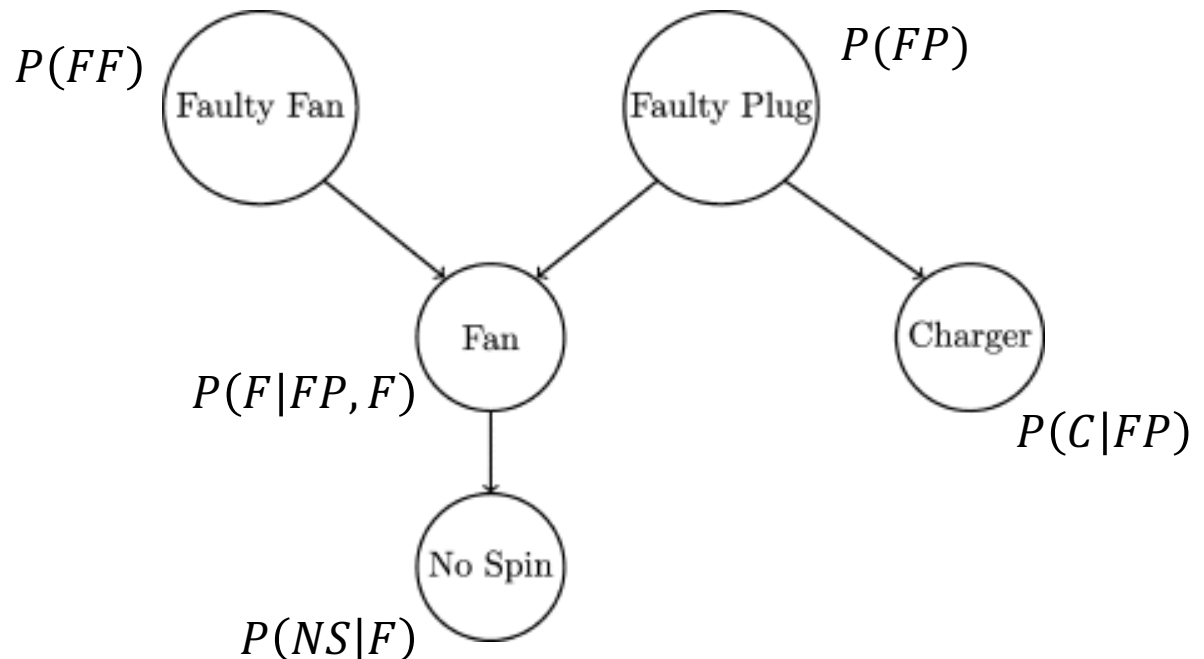 P(FF)
Faulty Fan
Faulty Plug
P(FP)
Fan
Charger
P(F|FP, F)
P(C|FP)
No Spin
P(NS|F)